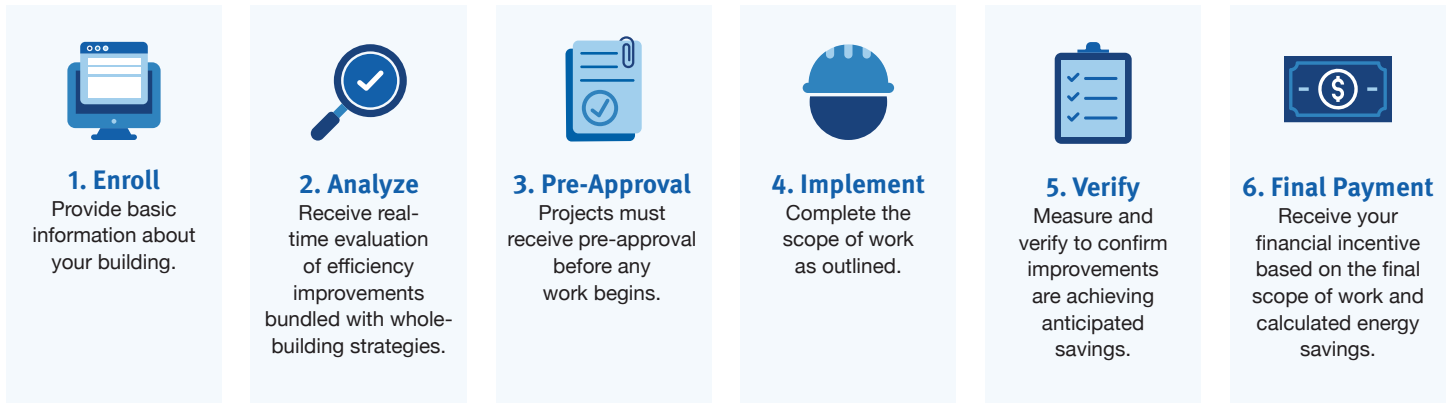 1. Enroll
Provide basic
information about
your building.
2. Analyze
Receive real-
time evaluation
of efficiency
improvements
bundled with whole-
building strategies.
3. Pre-Approval
Projects must
receive pre-approval
before any
work begins.
4. Implement
Complete the
scope of work
as outlined.
5. Verify
Measure and
verify to confirm
improvements
are achieving
anticipated
savings.
$
6. Final Payment
Receive your
financial incentive
based on the final
scope of work and
calculated energy
savings.